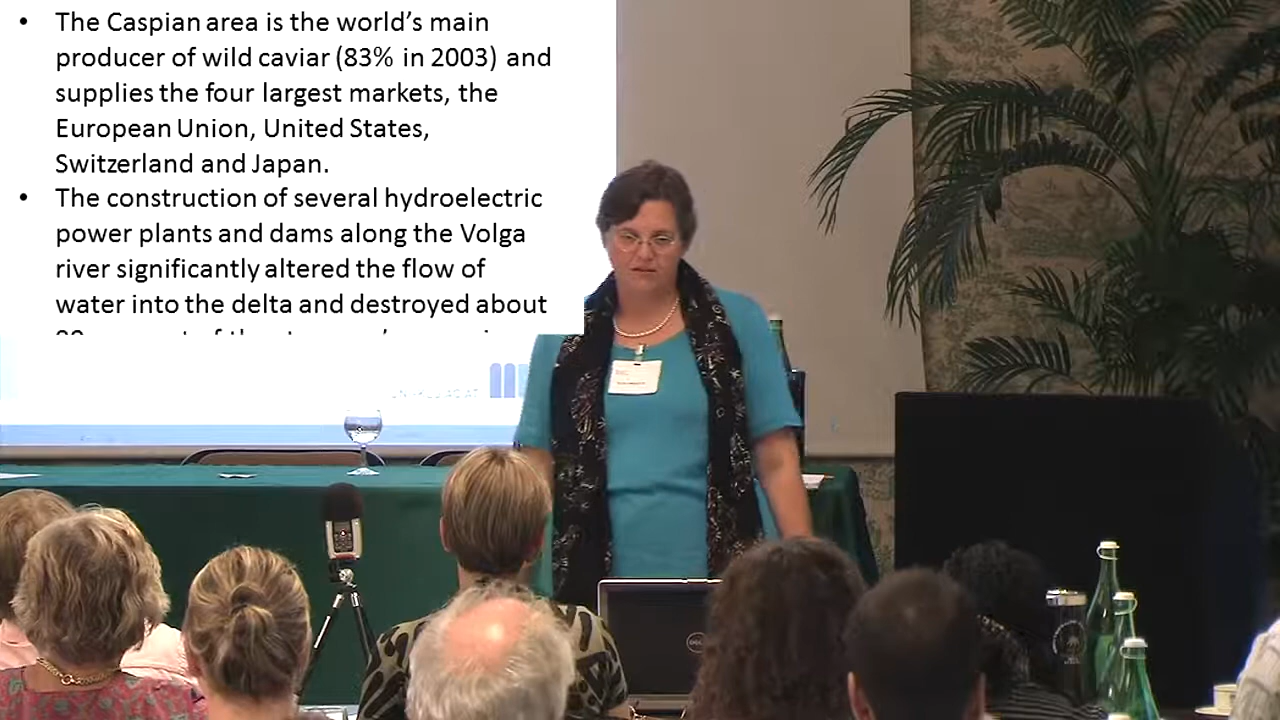 • The Caspian area is the world's main
producer of wild caviar (83% in 2003) and
supplies the four largest markets, the
European Union, United States,
Switzerland and Japan.
• The construction of several hydroelectric
power plants and dams along the Volga
river significantly altered the flow of
water into the delta and destroyed about
DELL